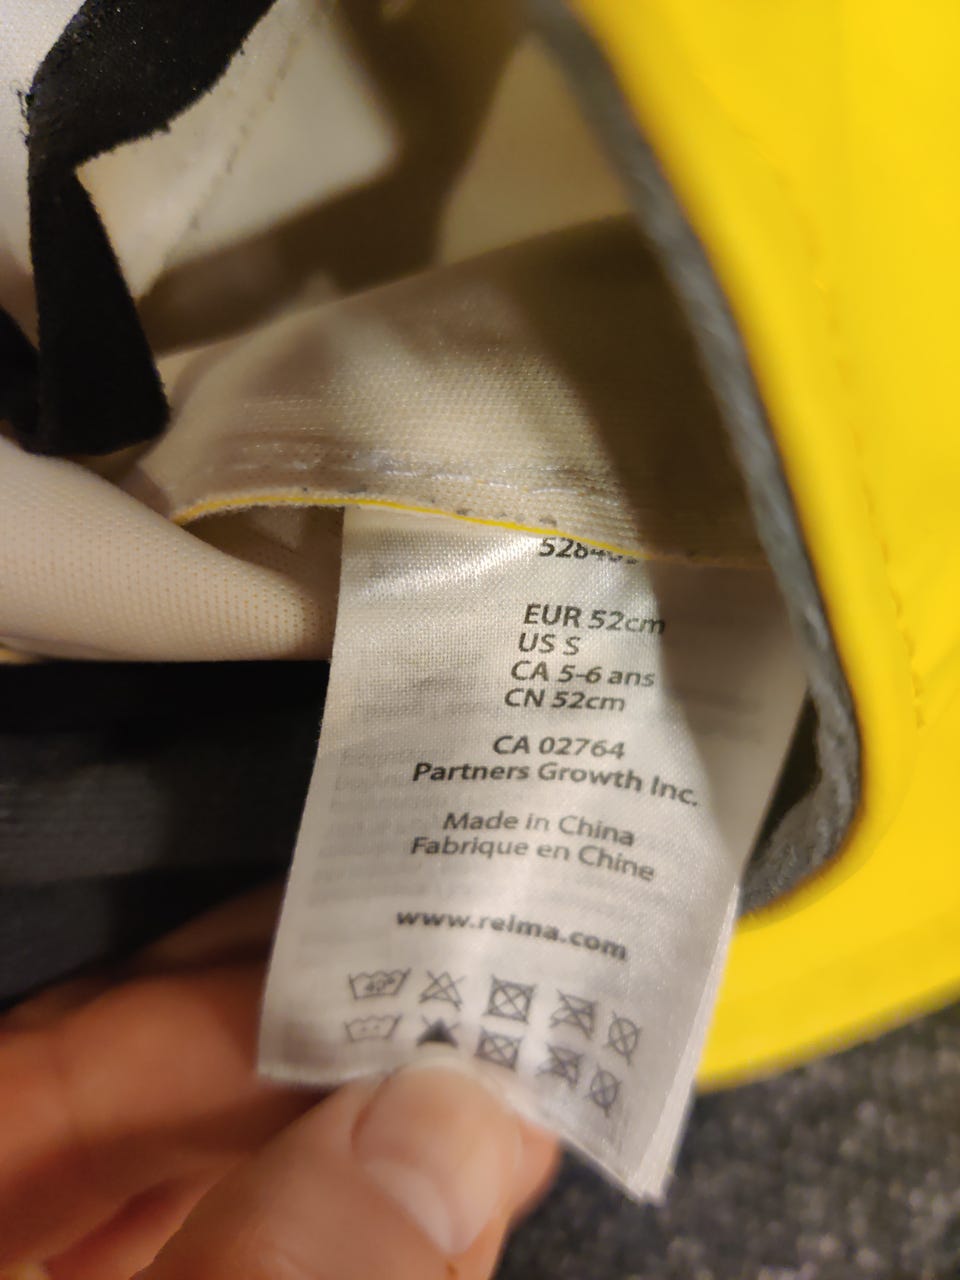 EUR 52cm
US S
CA 5-6 ans
CN 52cm
CA 02764
Partners Growth Inc.
Made in China
Fabrique en Chine
www.reima.com
40°